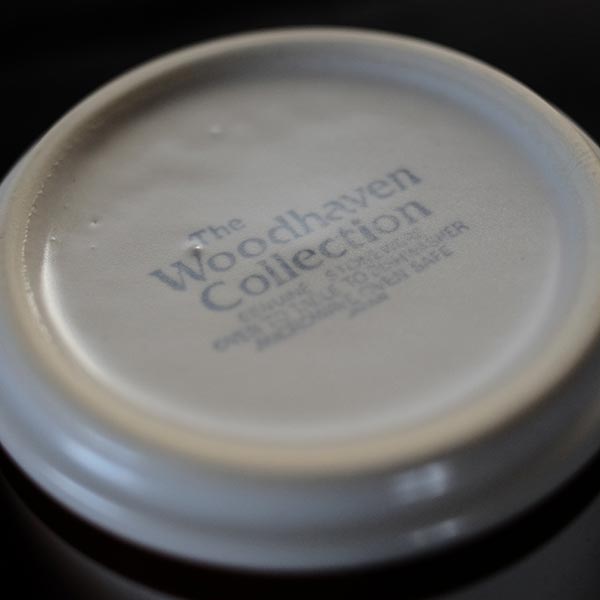 The
Woodhaven
Collection
GENUINE STONEWARE
OVEN TO TABLE TO DISHWASHER
MICROWAVE OVEN SAFE
JAPAN